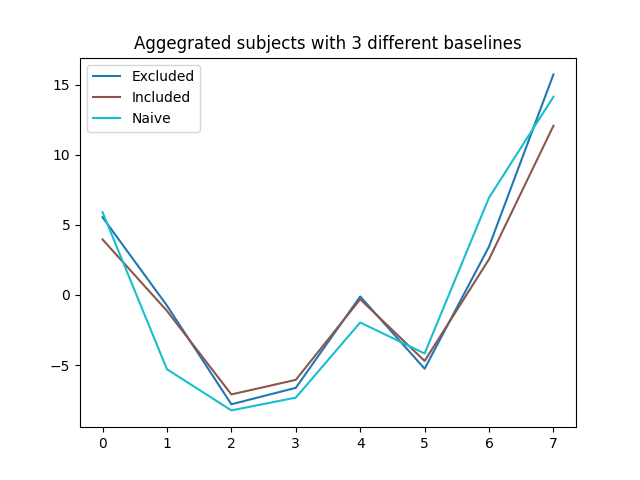 Aggegrated subjects with 3 different baselines
Excluded
Included
Naive
15
10
5
0
−5
0 1 2 3 4 5 6 7